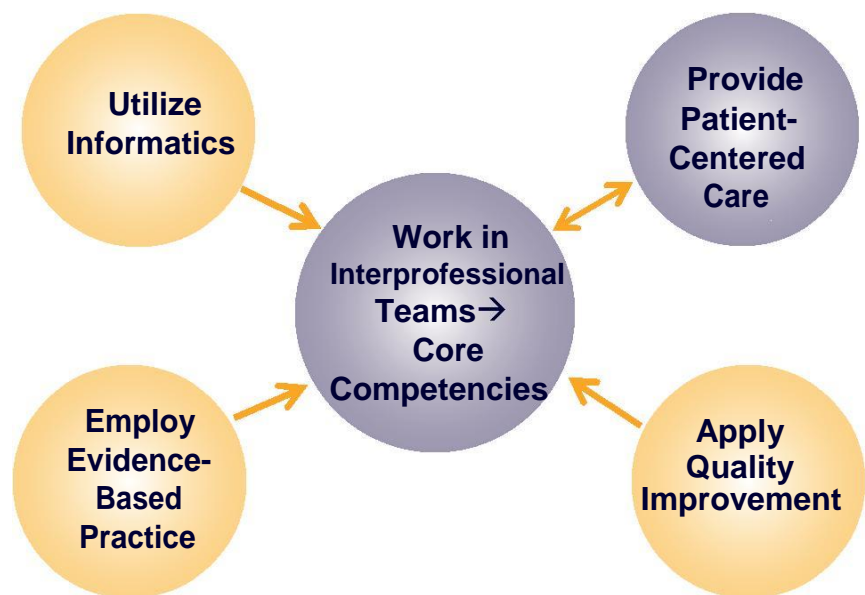 Utilize
Informatics
Provide
Patient-
Centered
Care
Work in
Interprofessional
Teams→
Core
Competencies
Employ
Evidence-
Based
Practice
Apply
Quality
Improvement